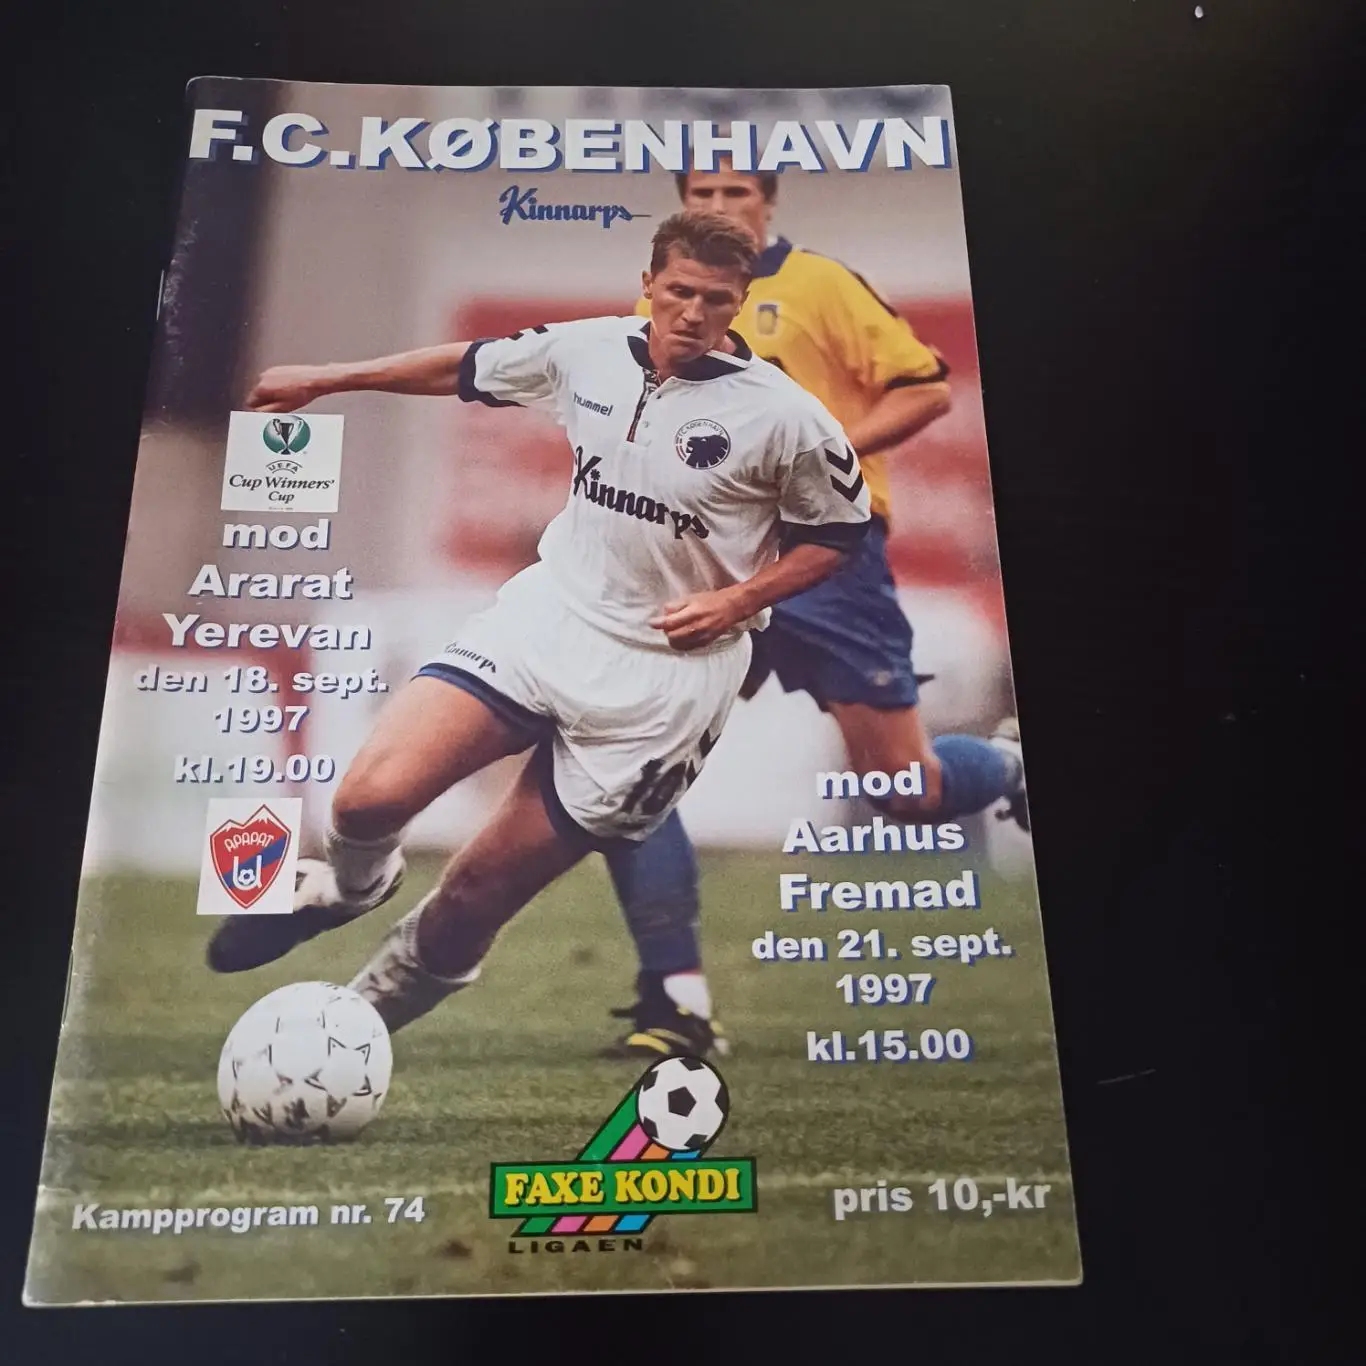 F.C.KØBENHAVN
Kinnarps
hummel
F.C. KØBENHAVN
Kinnarps
UEFA
Cup Winners'
Cup
mod
Ararat
Yerevan
den 18. sept.
1997
kl.19.00
Kinnarps
АРАРАТ
mod
Aarhus
Fremad
den 21. sept.
1997
kl.15.00
Kampprogram nr. 74
FAXE KONDI
LIGAEN
pris 10,-kr